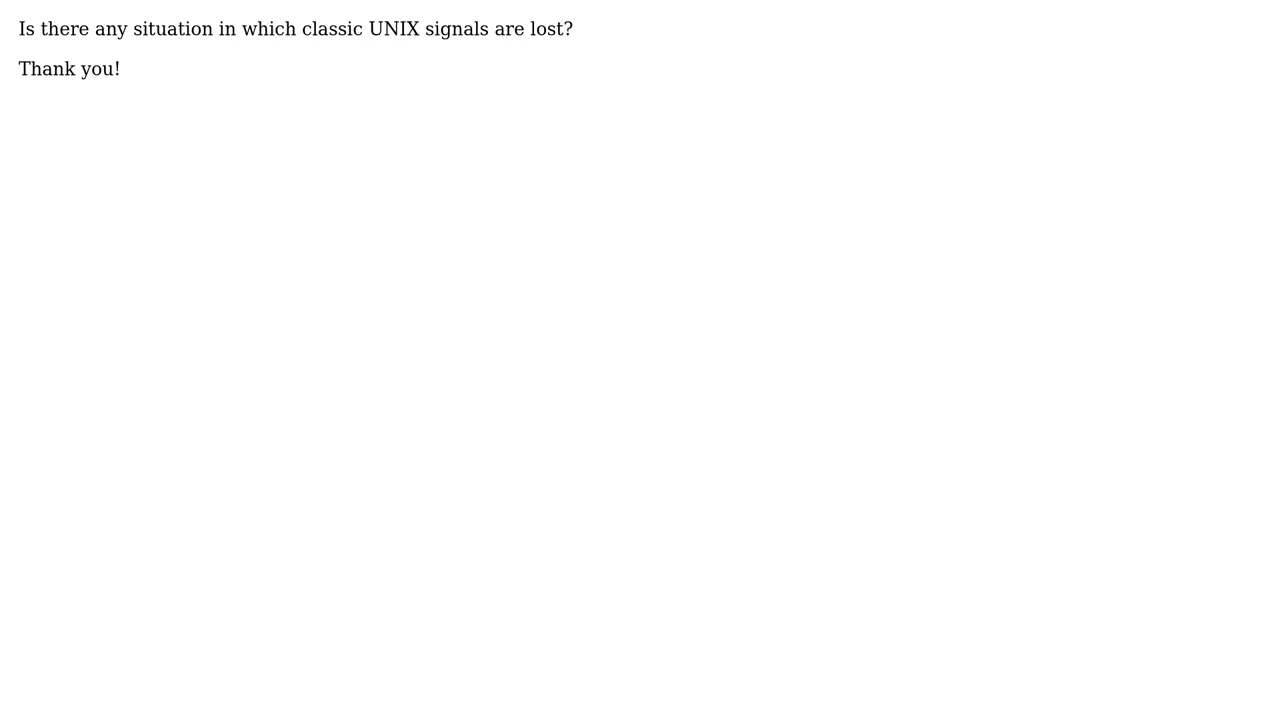 Is there any situation in which classic UNIX signals are lost?
Thank you!